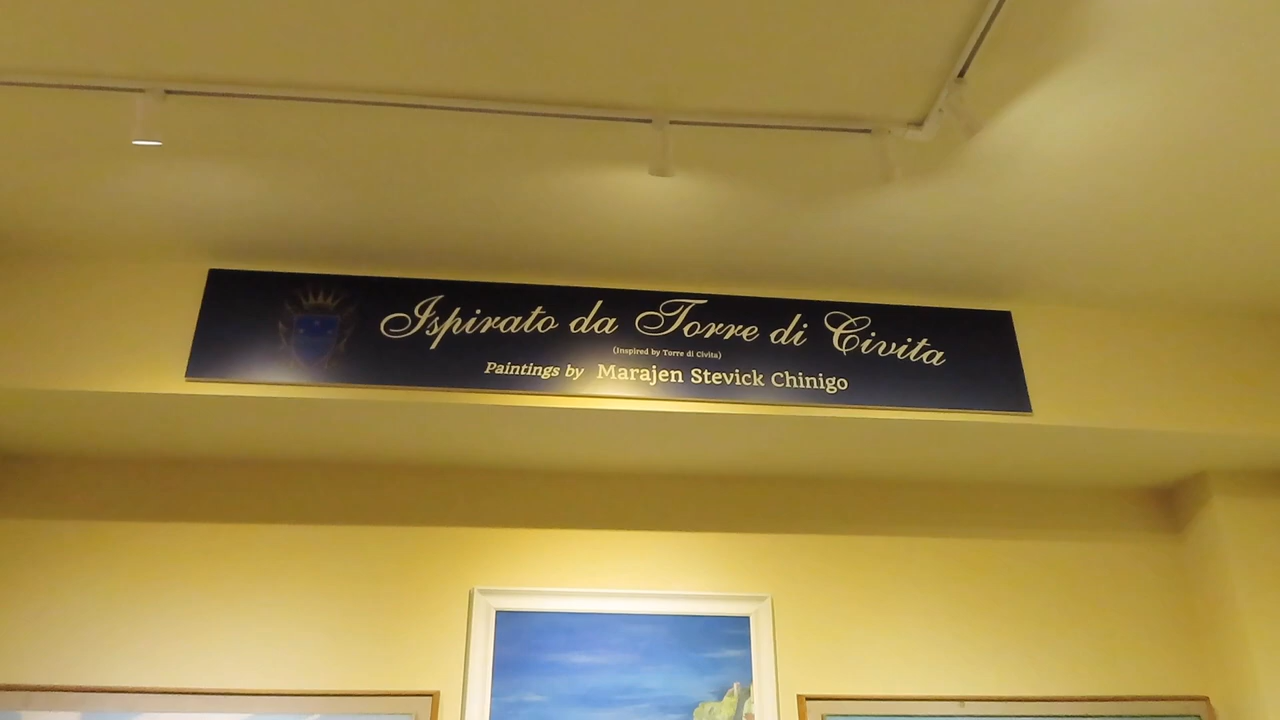 Ispirato da Torre di Civita
(Inspired by Torre di Civita)
Paintings by Marajen Stevick Chinigo